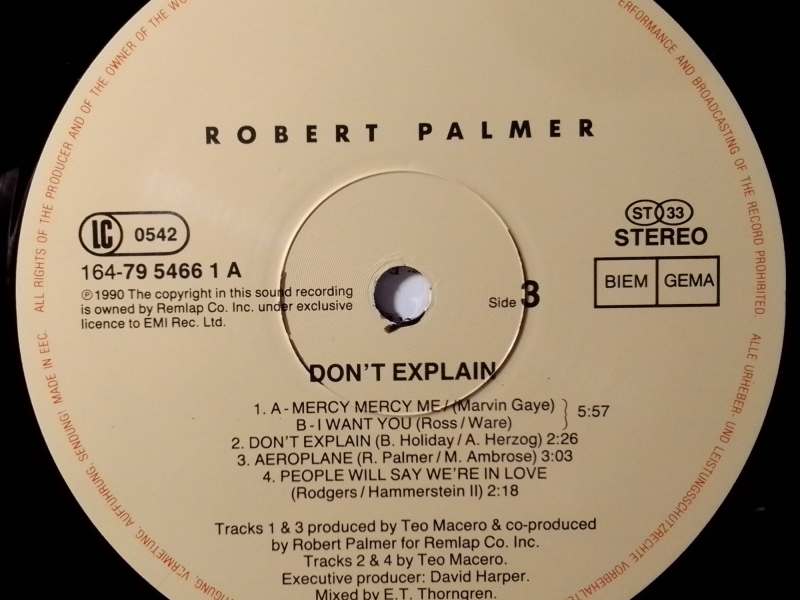 ROBERT PALMER
LC 0542
164-79 5466 1 A
℗1990 The copyright in this sound recording
is owned by Remlap Co. Inc. under exclusive
licence to EMI Rec. Ltd.
ST 33
STEREO
BIEM GEMA
Side 3
DON'T EXPLAIN
1. A - MERCY MERCY ME / (Marvin Gaye)
B - I WANT YOU (Ross / Ware)
5:57
2. DON'T EXPLAIN (B. Holiday / A. Herzog) 2:26
3. AEROPLANE (R. Palmer / M. Ambrose) 3:03
4. PEOPLE WILL SAY WE'RE IN LOVE
(Rodgers / Hammerstein II) 2:18
Tracks 1 & 3 produced by Teo Macero & co-produced
by Robert Palmer for Remlap Co. Inc.
Tracks 2 & 4 by Teo Macero.
Executive producer: David Harper.
Mixed by E.T. Thorngren.
SENDUNG! MADE IN EEC. ALL RIGHTS OF THE PRODUCER AND OF THE OWNER OF THE
AND BROADCASTING OF THE RECORD PROHIBITED. ALLE URHEBER- UND LEISTUNGSSCHUTZRECHTE
VERMIETUNG, AUFFÜHRUNG,